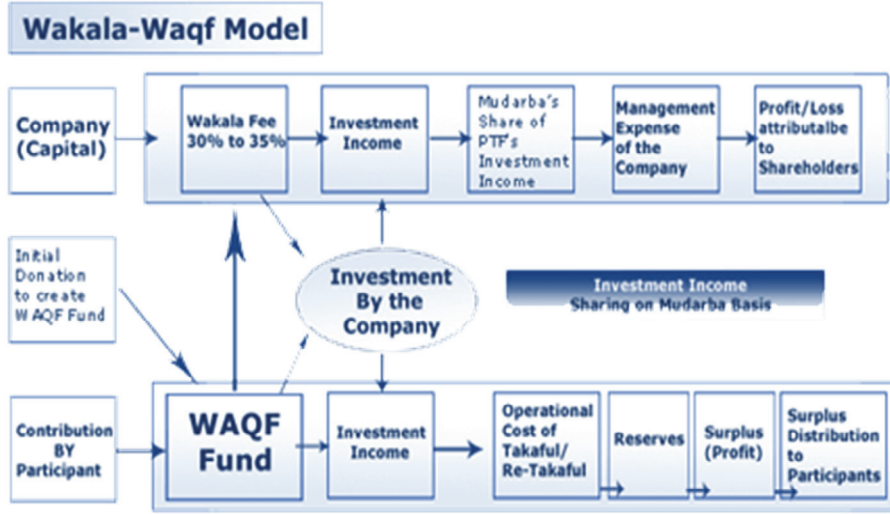 Wakala-Waqf Model
Company
(Capital)
Wakala Fee
30% to 35%
Investment
Income
Mudarba's
Share of
PTF's
Investment
Income
Management
Expense
of the
Company
Profit/Loss
attributalbe
to
Shareholders
Initial
Donation
to create
WAQF Fund
Investment
By the
Company
Investment Income
Sharing on Mudarba Basis
Contribution BY
Participant
WAQF
Fund
Investment
Income
Operational
Cost of
Takaful/
Re-Takaful
Reserves
Surplus
(Profit)
Surplus
Distribution
to
Participants